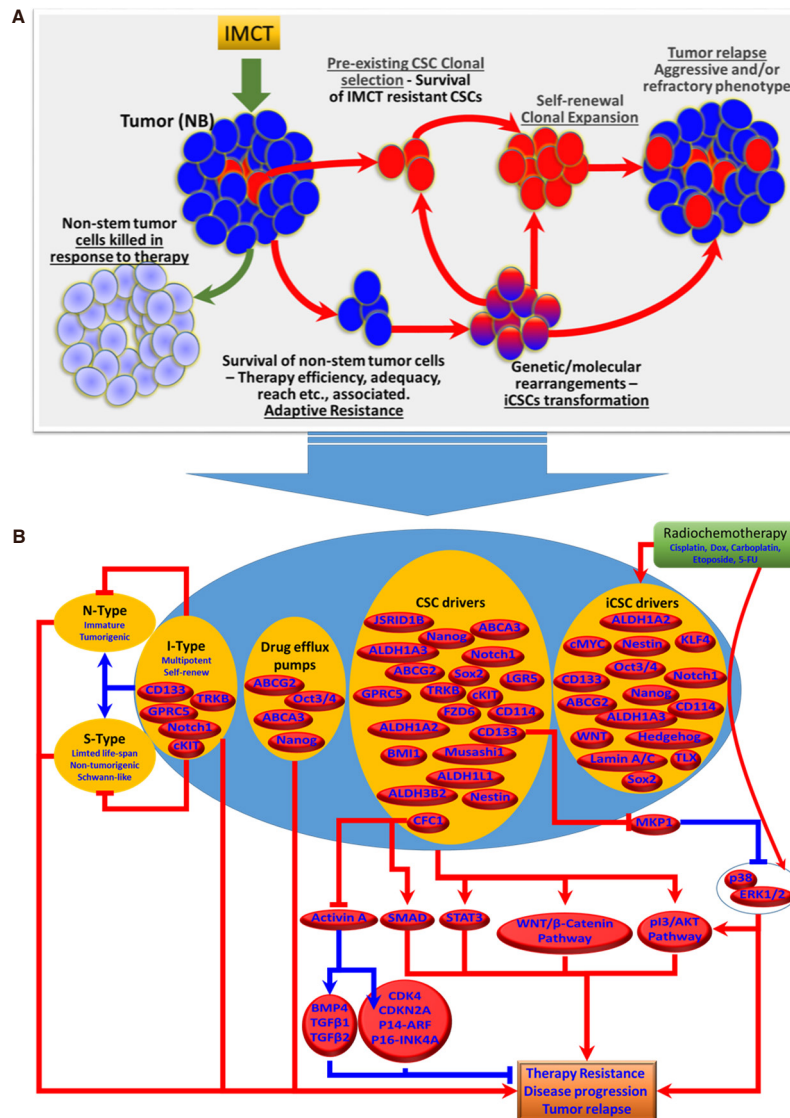 A
IMCT
Tumor (NB)
Pre-existing CSC Clonal
selection - Survival
of IMCT resistant CSCs
Self-renewal
Clonal Expansion
Tumor relapse
Aggressive and/or
refractory phenotype
Non-stem tumor
cells killed in
response to therapy
Survival of non-stem tumor cells
– Therapy efficiency, adequacy,
reach etc., associated.
Adaptive Resistance
Genetic/molecular
rearrangements –
iCSCs transformation
B
Radiochemotherapy
Cisplatin, Dox, Carboplatin,
Etoposide, 5-FU
N-Type
Immature
Tumorigenic
S-Type
Limted life-span
Non-tumorigenic
Schwann-like
I-Type
Multipotent
Self-renew
CD133
TRKB
GPRC5
Notch1
cKIT
Drug efflux
pumps
ABCG2
Oct3/4
ABCA3
Nanog
CSC drivers
JSRID1B
ABCA3
Nanog
ALDH1A3
Notch1
ABCG2
Sox2
LGR5
GPRC5
TRKB
cKIT
FZD6
CD114
ALDH1A2
CD133
BMI1
Musashi1
ALDH1L1
ALDH3B2
Nestin
CFC1
iCSC drivers
ALDH1A2
cMYC
Nestin
KLF4
Oct3/4
CD133
Notch1
Nanog
ABCG2
CD114
ALDH1A3
WNT
Hedgehog
Lamin A/C
TLX
Sox2
MKP1
p38
ERK1/2
Activin A
SMAD
STAT3
WNT/β-Catenin
Pathway
pI3/AKT
Pathway
BMP4
TGFβ1
TGFβ2
CDK4
CDKN2A
P14-ARF
P16-INK4A
Therapy Resistance
Disease progression
Tumor relapse